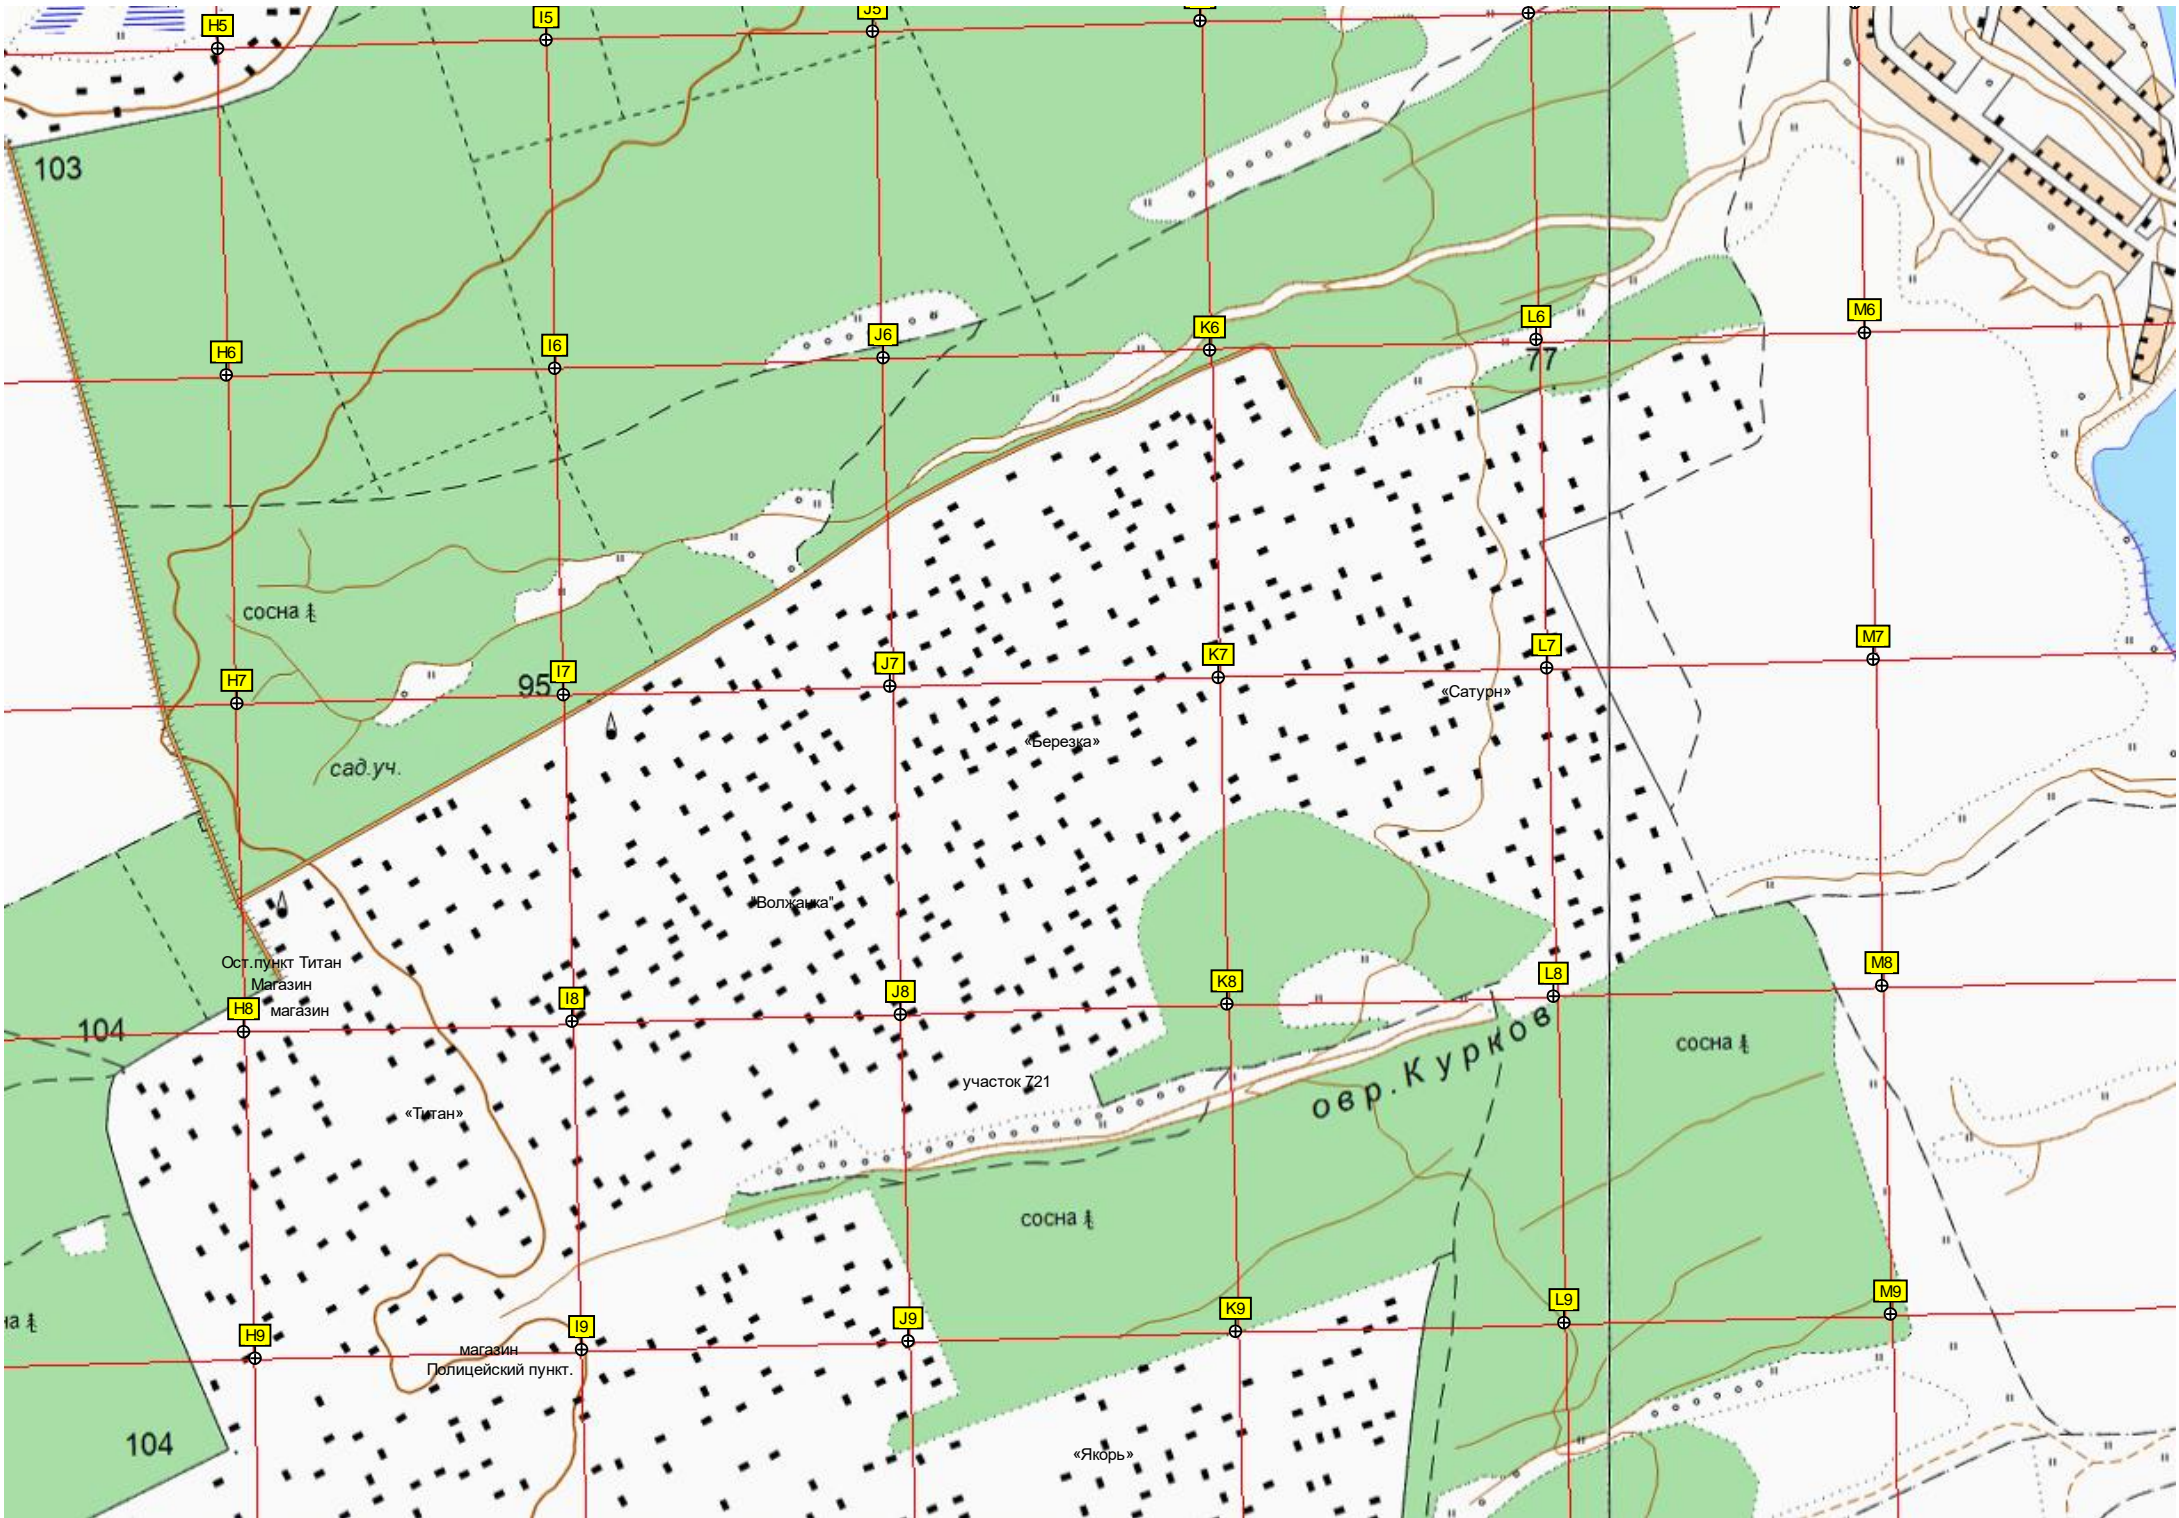 H5
I5
J5
103
H6
I6
J6
K6
L6
M6
77
сосна
H7
95
I7
J7
K7
L7
M7
«Сатурн»
«Березка»
сад.уч.
"Волжанка"
Ост.пункт Титан
Магазин
H8
магазин
I8
J8
K8
L8
M8
104
овр.Курков
сосна
участок 721
«Титан»
сосна
H9
I9
J9
K9
L9
M9
на
магазин
Полицейский пункт.
104
«Якорь»